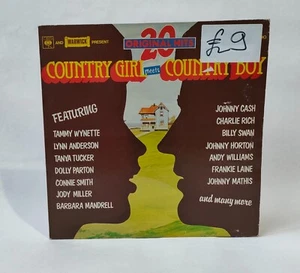 CBS AND WARWICK PRESENT
20
ORIGINAL HITS
£9
COUNTRY GIRL meets COUNTRY BOY
FEATURING
TAMMY WYNETTE
LYNN ANDERSON
TANYA TUCKER
DOLLY PARTON
CONNIE SMITH
JODY MILLER
BARBARA MANDRELL
JOHNNY CASH
CHARLIE RICH
BILLY SWAN
JOHNNY HORTON
ANDY WILLIAMS
FRANKIE LAINE
JOHNNY MATHIS
and many more